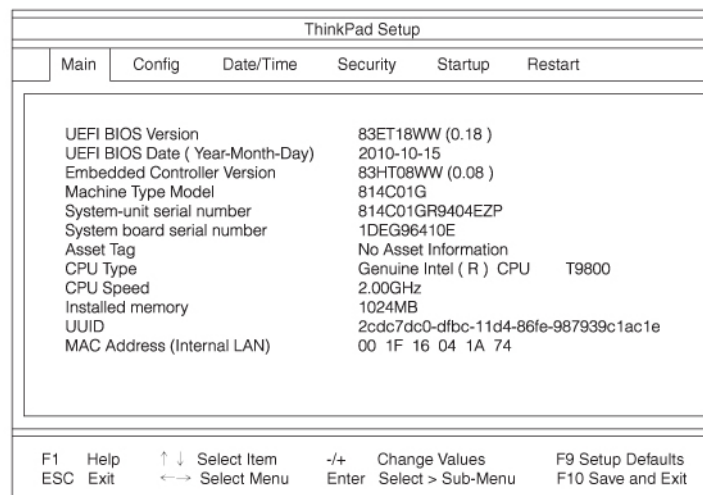 ThinkPad Setup
Main Config Date/Time Security Startup Restart
UEFI BIOS Version 83ET18WW (0.18 )
UEFI BIOS Date ( Year-Month-Day) 2010-10-15
Embedded Controller Version 83HT08WW (0.08 )
Machine Type Model 814C01G
System-unit serial number 814C01GR9404EZP
System board serial number 1DEG96410E
Asset Tag No Asset Information
CPU Type Genuine Intel ( R ) CPU T9800
CPU Speed 2.00GHz
Installed memory 1024MB
UUID 2cdc7dc0-dfbc-11d4-86fe-987939c1ac1e
MAC Address (Internal LAN) 00 1F 16 04 1A 74
F1 Help ↑ ↓ Select Item -/+ Change Values F9 Setup Defaults
ESC Exit ←→ Select Menu Enter Select > Sub-Menu F10 Save and Exit